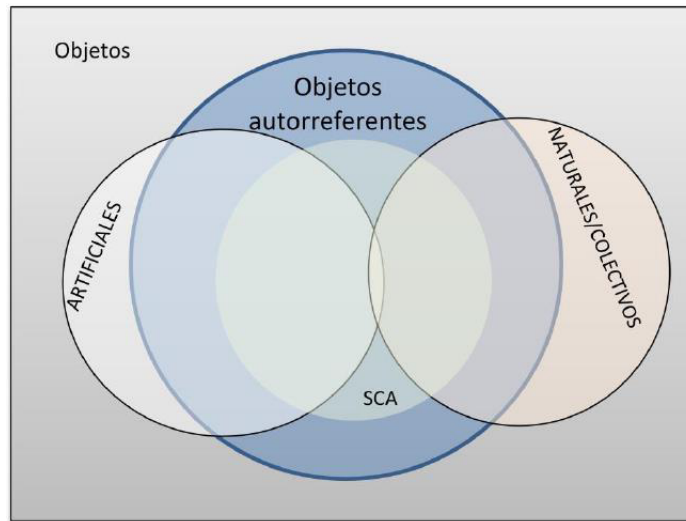 Objetos
Objetos
autorreferentes
ARTIFICIALES
NATURALES/COLECTIVOS
SCA